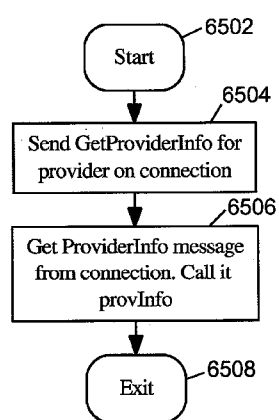 6502
Start
6504
Send GetProviderInfo for
provider on connection
6506
Get ProviderInfo message
from connection. Call it
provInfo
6508
Exit